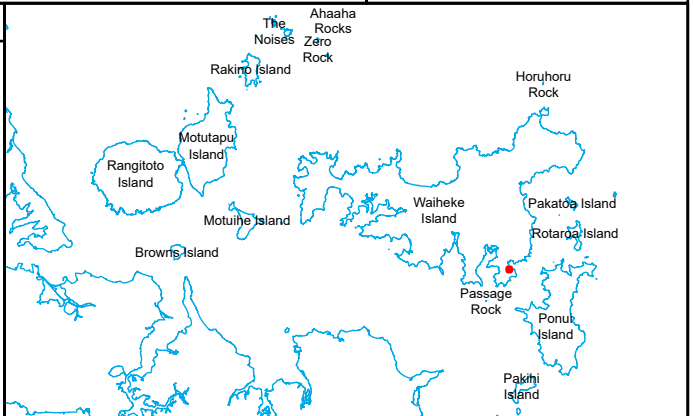 The
Noises
Ahaaha
Rocks
Zero
Rock
Rakino Island
Horuhoru
Rock
Motutapu
Island
Rangitoto
Island
Waiheke
Island
Pakatoa Island
Motuihe Island
Rotaroa Island
Browns Island
Passage
Rock
Ponui
Island
Pakihi
Island